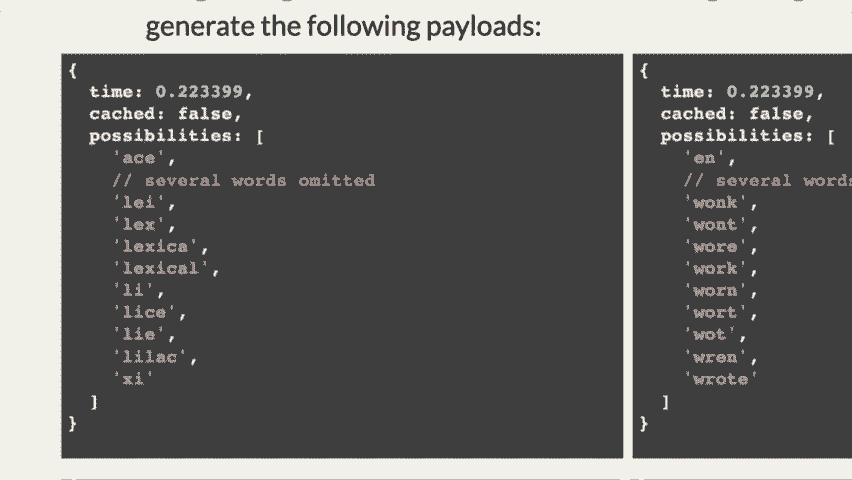 generate the following payloads:
{
  time: 0.223399,
  cached: false,
  possibilities: [
    'ace',
    // several words omitted
    'lei',
    'lex',
    'lexica',
    'lexical',
    'li',
    'lice',
    'lie',
    'lilac',
    'xi'
  ]
}
{
  time: 0.223399,
  cached: false,
  possibilities: [
    'en',
    // several words
    'wonk',
    'wont',
    'wore',
    'work',
    'worn',
    'wort',
    'wot',
    'wren',
    'wrote'
  ]
}